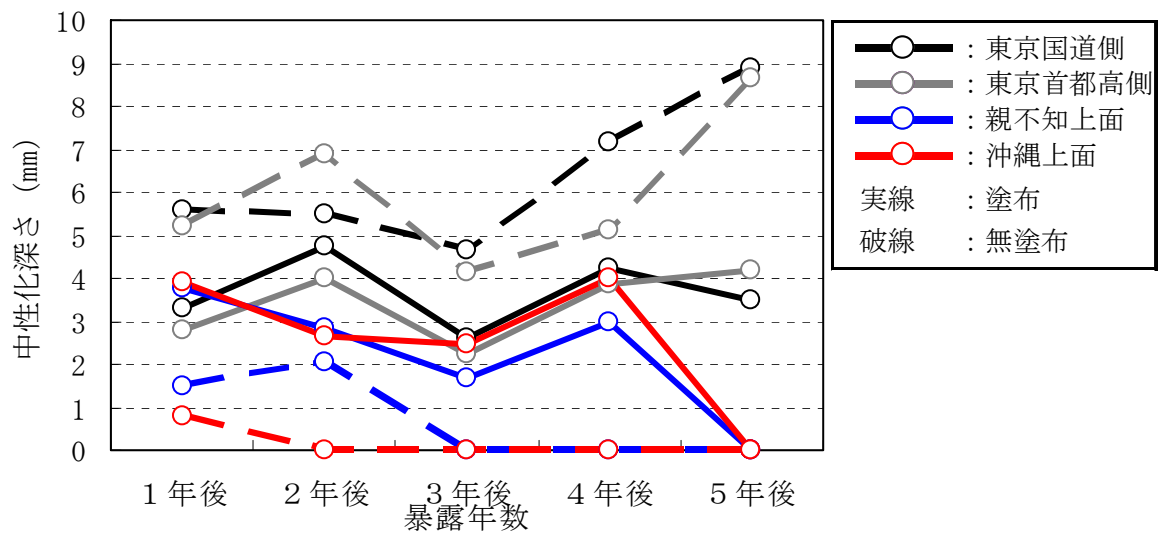 中性化深さ (mm)
10
9
8
7
6
5
4
3
2
1
0
1年後 2年後 3年後 4年後 5年後
暴露年数
:東京国道側
:東京首都高側
:親不知上面
:沖縄上面
実線 :塗布
破線 :無塗布